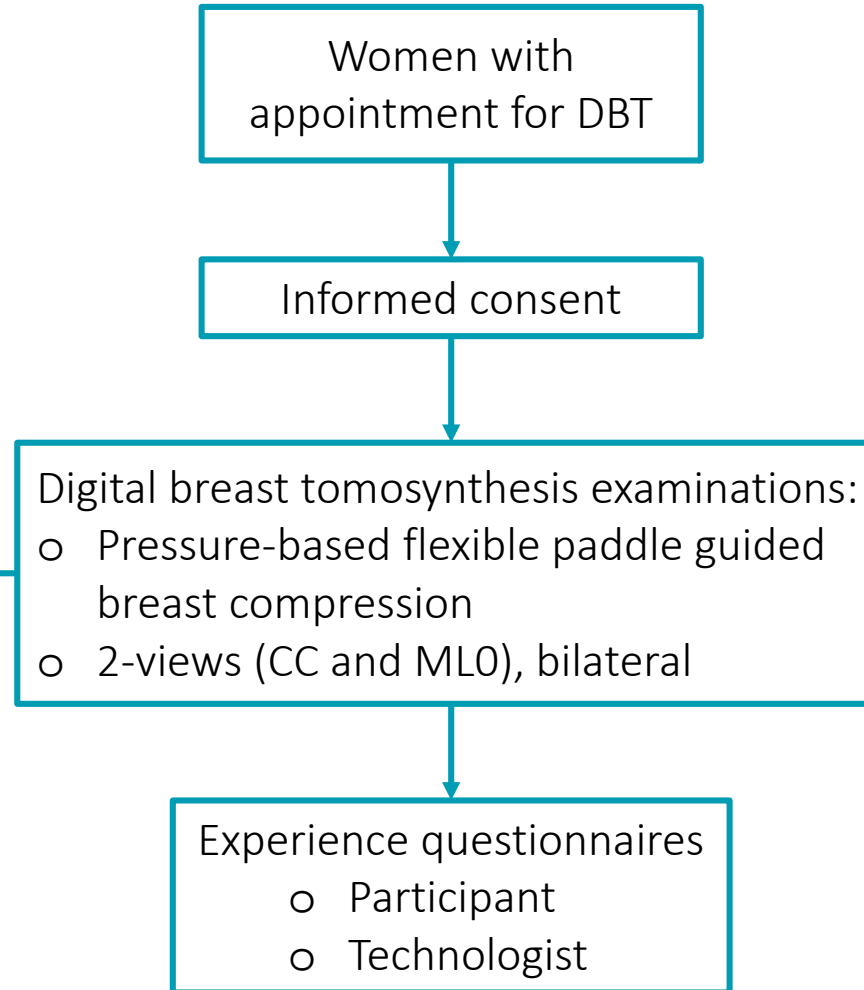 Women with
appointment for DBT
Informed consent
Digital breast tomosynthesis examinations:
o Pressure-based flexible paddle guided
breast compression
o 2-views (CC and ML0), bilateral
Experience questionnaires
o Participant
o Technologist